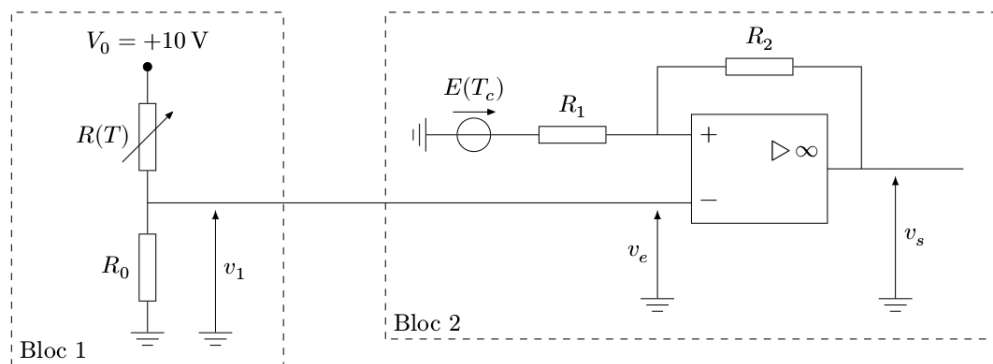 V₀ = +10 V
R(T)
R₀
v₁
Bloc 1
E(T_c)
R₁
R₂
+
−
▷ ∞
v_e
v_s
Bloc 2